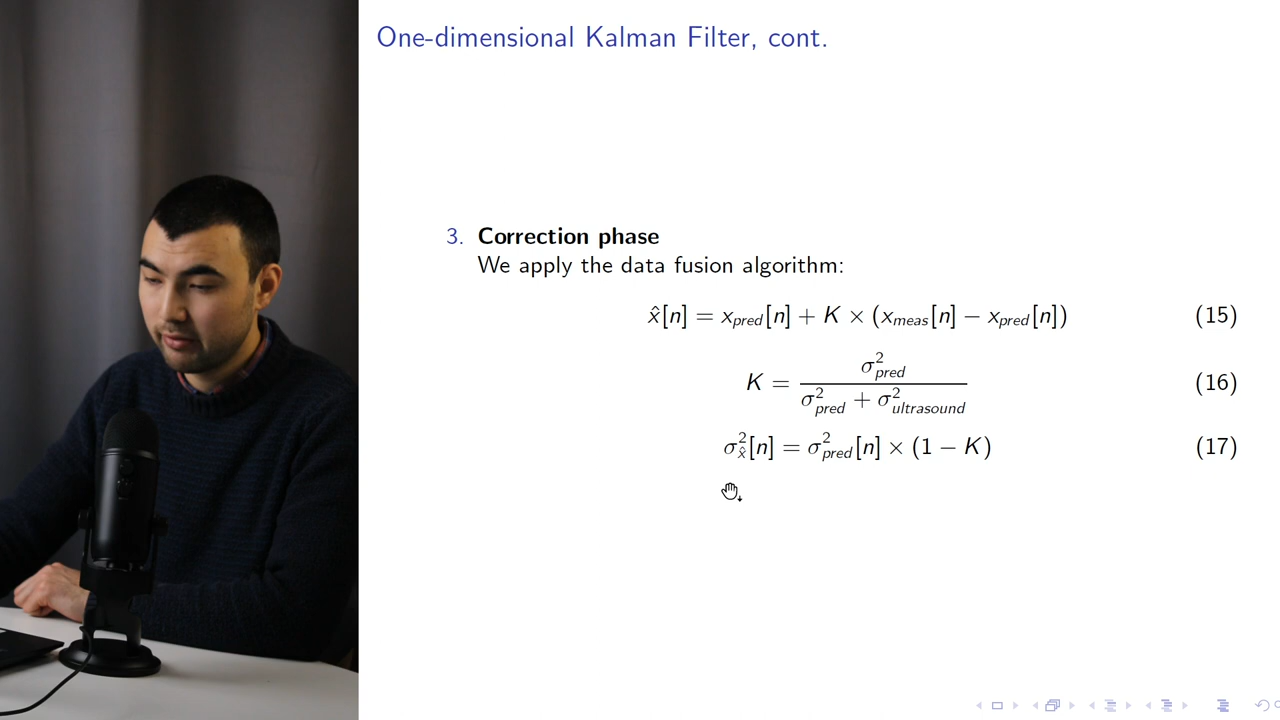 One-dimensional Kalman Filter, cont.
3. Correction phase
We apply the data fusion algorithm:
x̂[n] = x_pred[n] + K × (x_meas[n] − x_pred[n]) (15)
K = σ²_pred / (σ²_pred + σ²_ultrasound) (16)
σ²_x̂[n] = σ²_pred[n] × (1 − K) (17)